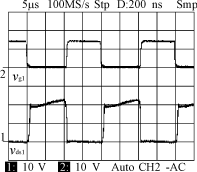 5µs 100MS/s Stp D:200 ns Smp
2
vg1
1
vds1
1: 10 V 2: 10 V Auto CH2 -AC